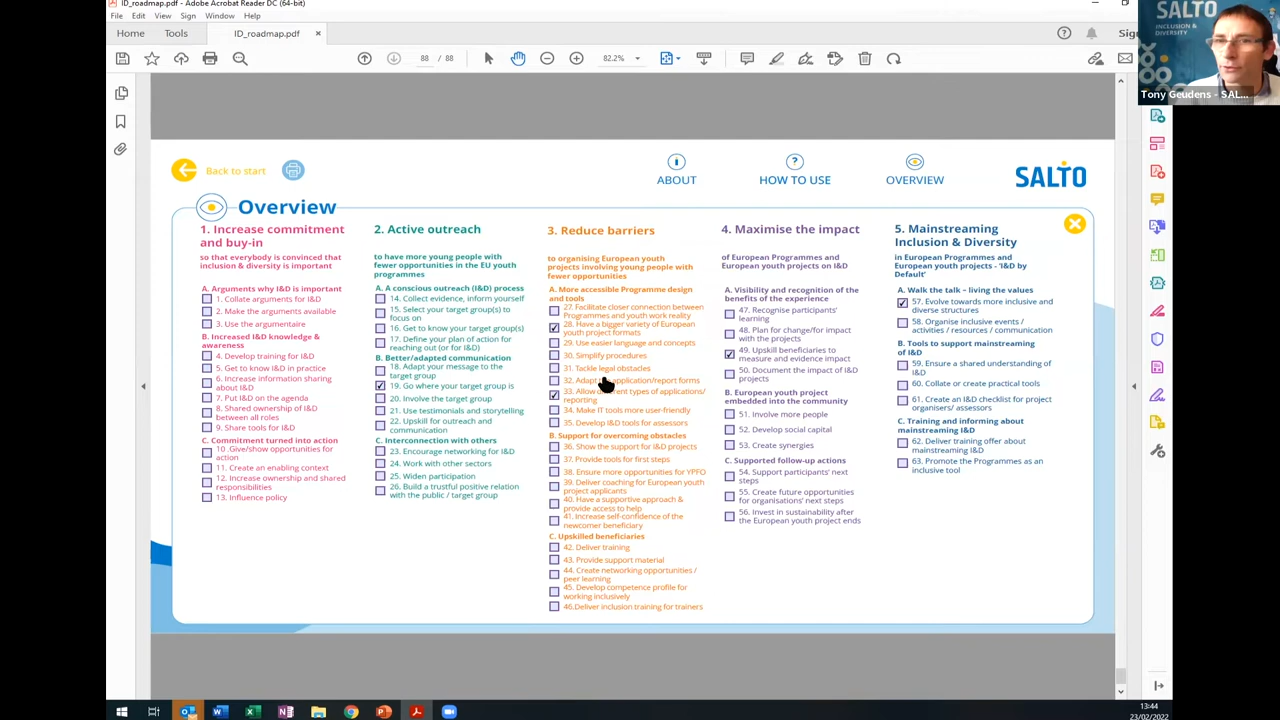 ID_roadmap.pdf - Adobe Acrobat Reader DC (64-bit)
File Edit View Sign Window Help
Home Tools ID_roadmap.pdf
88 / 88 82.2%
SALTO
INCLUSION &
DIVERSITY
Tony Geudens - SAL...
Back to start
ABOUT
HOW TO USE
OVERVIEW
SALTO
Overview
1. Increase commitment
and buy-in
so that everybody is convinced that
inclusion & diversity is important
A. Arguments why I&D is important
1. Collate arguments for I&D
2. Make the arguments available
3. Use the argumentaire
B. Increased I&D knowledge &
awareness
4. Develop training for I&D
5. Get to know I&D in practice
6. Increase information sharing
about I&D
7. Put I&D on the agenda
8. Shared ownership of I&D
between all roles
9. Share tools for I&D
C. Commitment turned into action
10 .Give/show opportunities for
action
11. Create an enabling context
12. Increase ownership and shared
responsibilities
13. Influence policy
2. Active outreach
to have more young people with
fewer opportunities in the EU youth
programmes
A. A conscious outreach (I&D) process
14. Collect evidence, inform yourself
15. Select your target group(s) to
focus on
16. Get to know your target group(s)
17. Define your plan of action for
reaching out (or for I&D)
B. Better/adapted communication
18. Adapt your message to the
target group
19. Go where your target group is
20. Involve the target group
21. Use testimonials and storytelling
22. Upskill for outreach and
communication
C. Interconnection with others
23. Encourage networking for I&D
24. Work with other sectors
25. Widen participation
26. Build a trustful positive relation
with the public / target group
3. Reduce barriers
to organising European youth
projects involving young people with
fewer opportunities
A. More accessible Programme design
and tools
27. Facilitate closer connection between
Programmes and youth work reality
28. Have a bigger variety of European
youth project formats
29. Use easier language and concepts
30. Simplify procedures
31. Tackle legal obstacles
32. Adapt application/report forms
33. Allow different types of applications/
reporting
34. Make IT tools more user-friendly
35. Develop I&D tools for assessors
B. Support for overcoming obstacles
36. Show the support for I&D projects
37. Provide tools for first steps
38. Ensure more opportunities for YPFO
39. Deliver coaching for European youth
project applicants
40. Have a supportive approach &
provide access to help
41. Increase self-confidence of the
newcomer beneficiary
C. Upskilled beneficiaries
42. Deliver training
43. Provide support material
44. Create networking opportunities /
peer learning
45. Develop competence profile for
working inclusively
46.Deliver inclusion training for trainers
4. Maximise the impact
of European Programmes and
European youth projects on I&D
A. Visibility and recognition of the
benefits of the experience
47. Recognise participants'
learning
48. Plan for change/for impact
with the projects
49. Upskill beneficiaries to
measure and evidence impact
50. Document the impact of I&D
projects
B. European youth project
embedded into the community
51. Involve more people
52. Develop social capital
53. Create synergies
C. Supported follow-up actions
54. Support participants' next
steps
55. Create future opportunities
for organisations' next steps
56. Invest in sustainability after
the European youth project ends
5. Mainstreaming
Inclusion & Diversity
in European Programmes and
European youth projects - 'I&D by
Default'
A. Walk the talk – living the values
57. Evolve towards more inclusive and
diverse structures
58. Organise inclusive events /
activities / resources / communication
B. Tools to support mainstreaming
of I&D
59. Ensure a shared understanding of
I&D
60. Collate or create practical tools
61. Create an I&D checklist for project
organisers/ assessors
C. Training and informing about
mainstreaming I&D
62. Deliver training offer about
mainstreaming I&D
63. Promote the Programmes as an
inclusive tool
13:44
23/02/2022